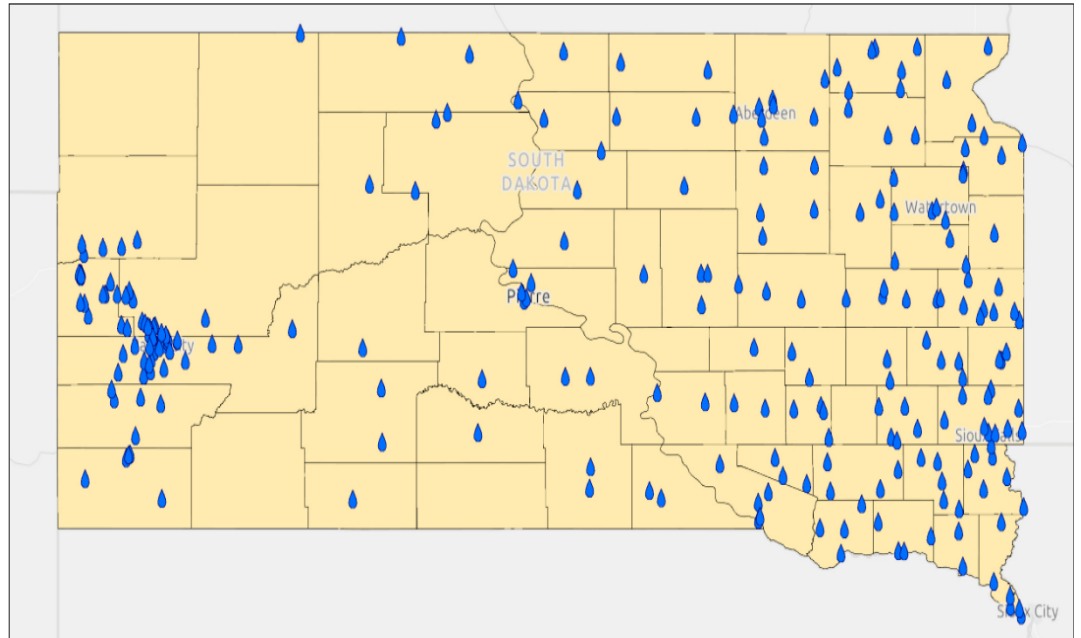 Aberdeen
SOUTH
DAKOTA
Watertown
Pierre
Sioux Falls
Sioux City